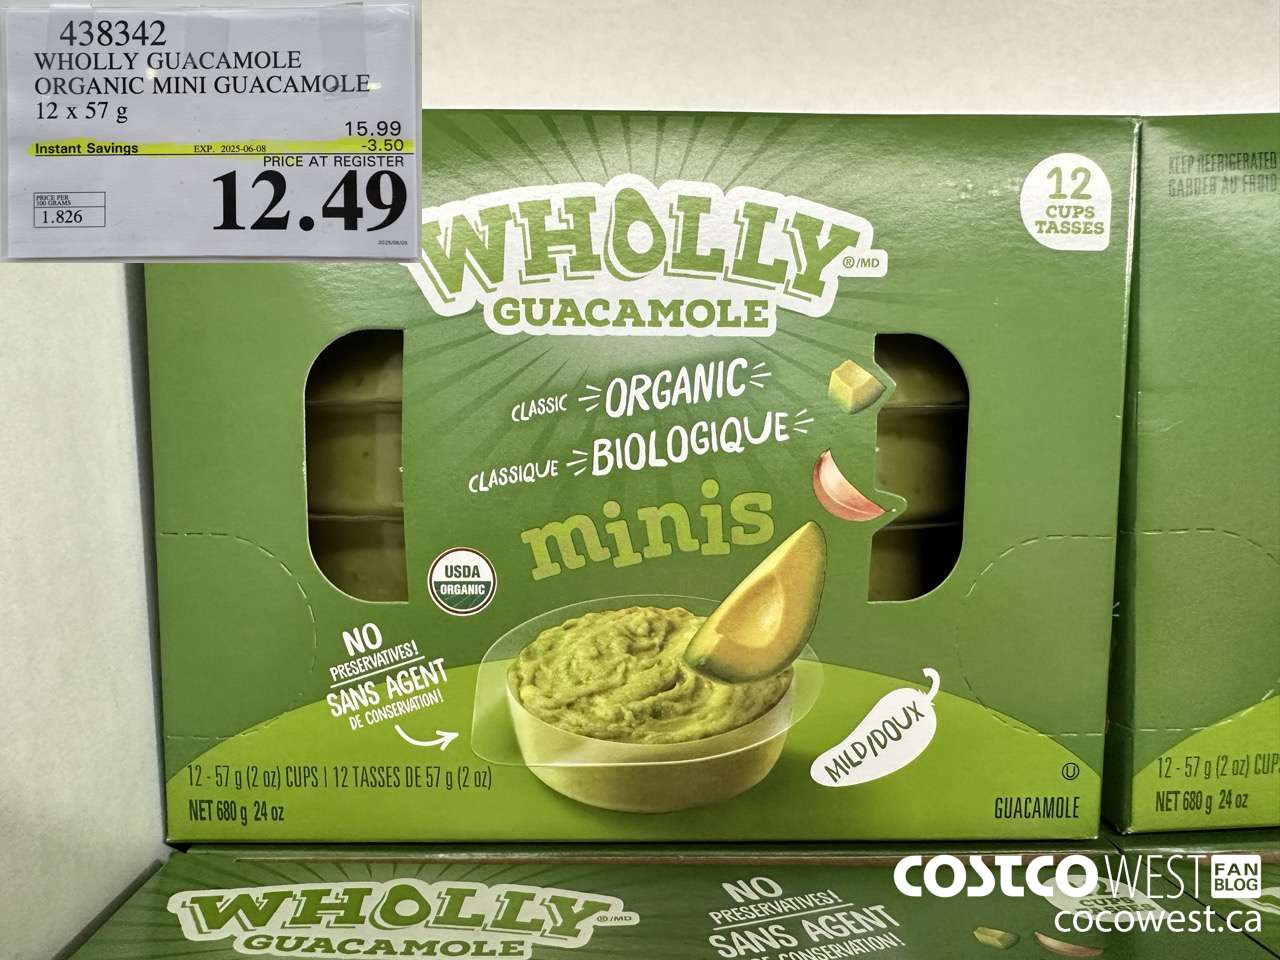 438342
WHOLLY GUACAMOLE
ORGANIC MINI GUACAMOLE
12 x 57 g
15.99
Instant Savings EXP. 2025-06-08 -3.50
PRICE AT REGISTER
12.49
PRICE PER
100 GRAMS
1.826
WHOLLY
®/MD
GUACAMOLE
12
CUPS
TASSES
CLASSIC ORGANIC
CLASSIQUE BIOLOGIQUE
minis
USDA
ORGANIC
NO
PRESERVATIVES!
SANS AGENT
DE CONSERVATION!
MILD/DOUX
12 - 57 g (2 oz) CUPS | 12 TASSES DE 57 g (2 oz)
NET 680 g 24 oz
U
GUACAMOLE
KEEP REFRIGERATED
GARDER AU FROID
12 - 57 g (2 oz) CUP
NET 680 g 24 oz
WHOLLY
®/MD
GUACAMOLE
NO
PRESERVATIVES!
SANS AGENT
DE CONSERVATION!
12
CUPS
COSTCO WEST FAN BLOG
cocowest.ca